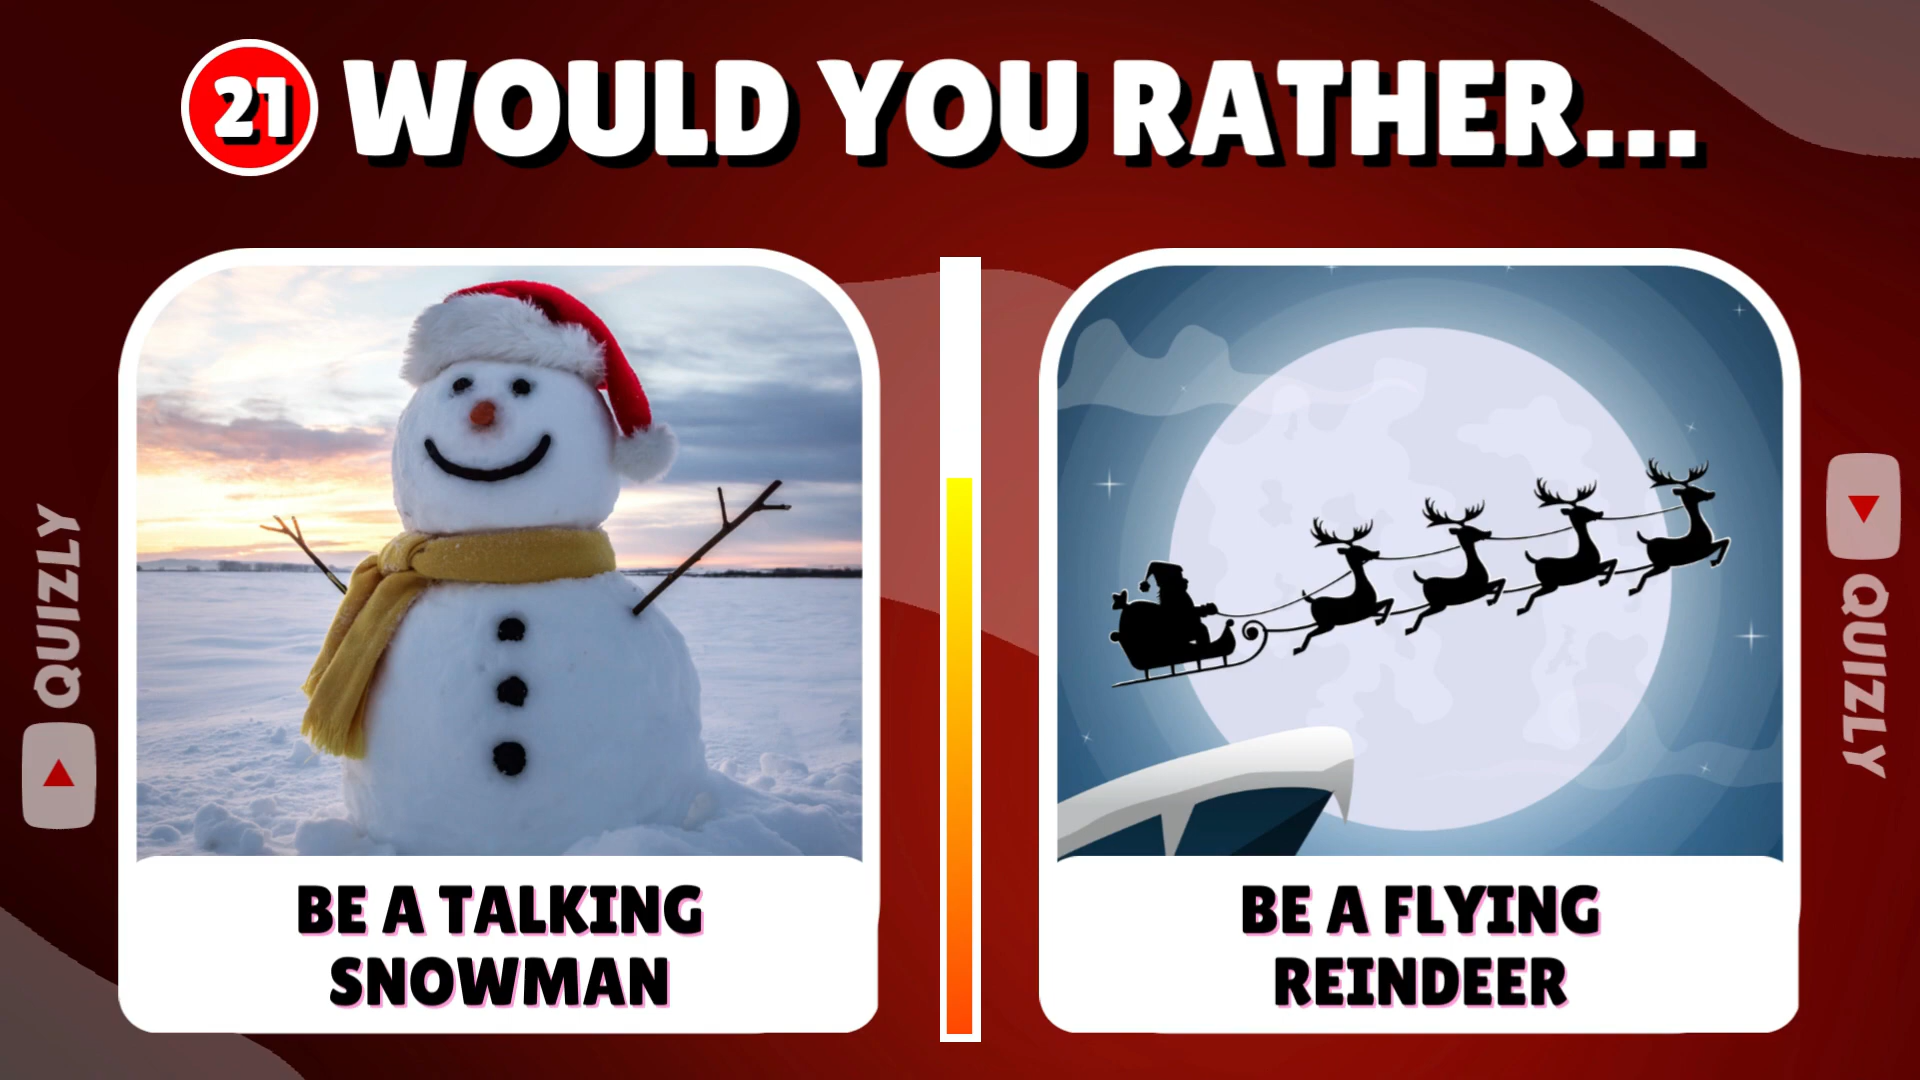 21 WOULD YOU RATHER...
QUIZLY
BE A TALKING
SNOWMAN
BE A FLYING
REINDEER
QUIZLY